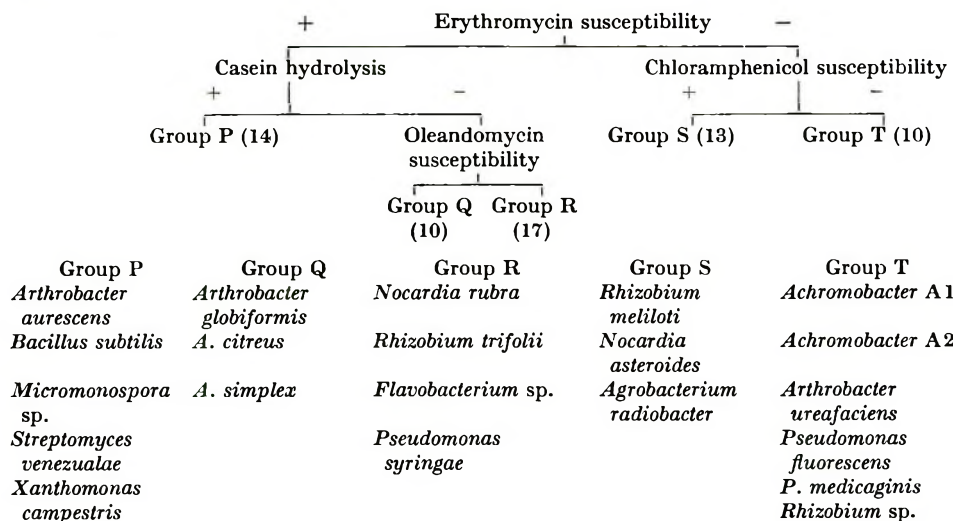 + Erythromycin susceptibility −
Casein hydrolysis Chloramphenicol susceptibility
+ − + −
Group P (14) Oleandomycin Group S (13) Group T (10)
susceptibility
Group Q Group R
(10) (17)
Group P Group Q Group R Group S Group T
Arthrobacter Arthrobacter Nocardia rubra Rhizobium Achromobacter A1
aurescens globiformis meliloti
Bacillus subtilis A. citreus Rhizobium trifolii Nocardia Achromobacter A2
asteroides
Micromonospora A. simplex Flavobacterium sp. Agrobacterium Arthrobacter
sp. radiobacter ureafaciens
Streptomyces Pseudomonas Pseudomonas
venezualae syringae fluorescens
Xanthomonas P. medicaginis
campestris Rhizobium sp.